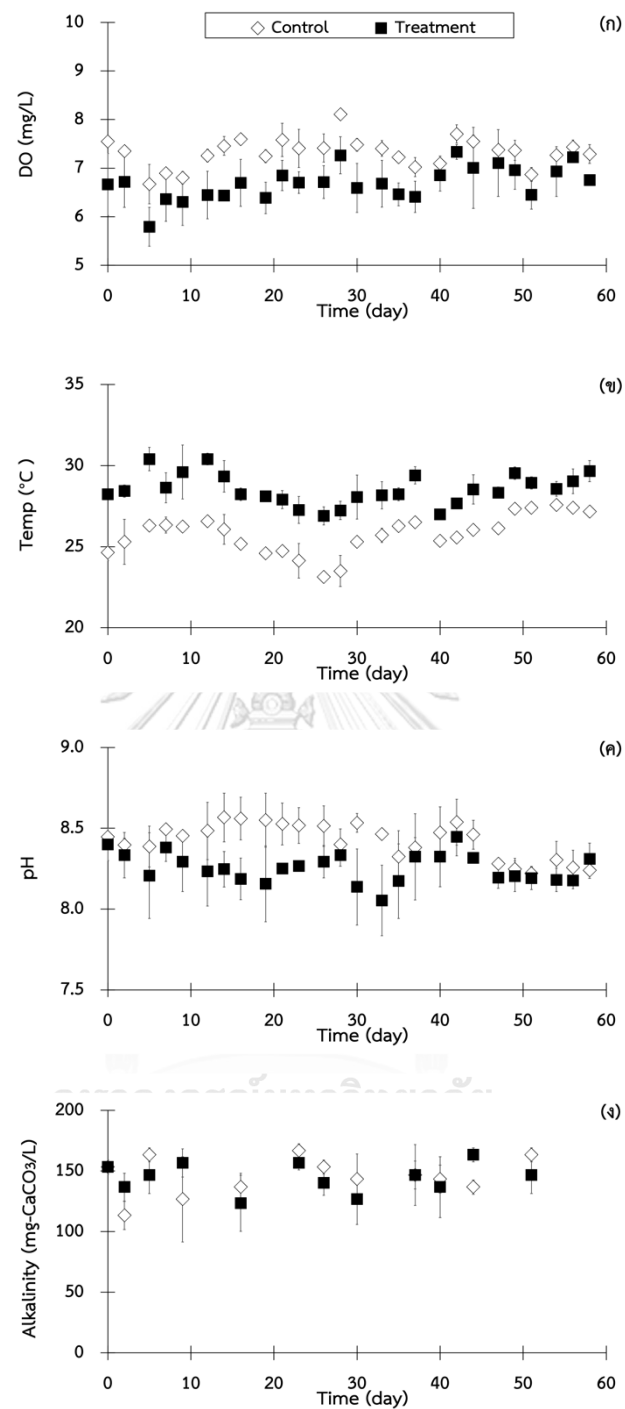 ◇ Control ■ Treatment
(ก)
10
9
8
7
6
5
DO (mg/L)
0 10 20 30 40 50 60
Time (day)
(ข)
35
30
25
20
Temp (°C )
0 10 20 30 40 50 60
Time (day)
(ค)
9.0
8.5
8.0
7.5
pH
0 10 20 30 40 50 60
Time (day)
(ง)
200
150
100
50
0
Alkalinity (mg-CaCO3/L)
0 10 20 30 40 50 60
Time (day)